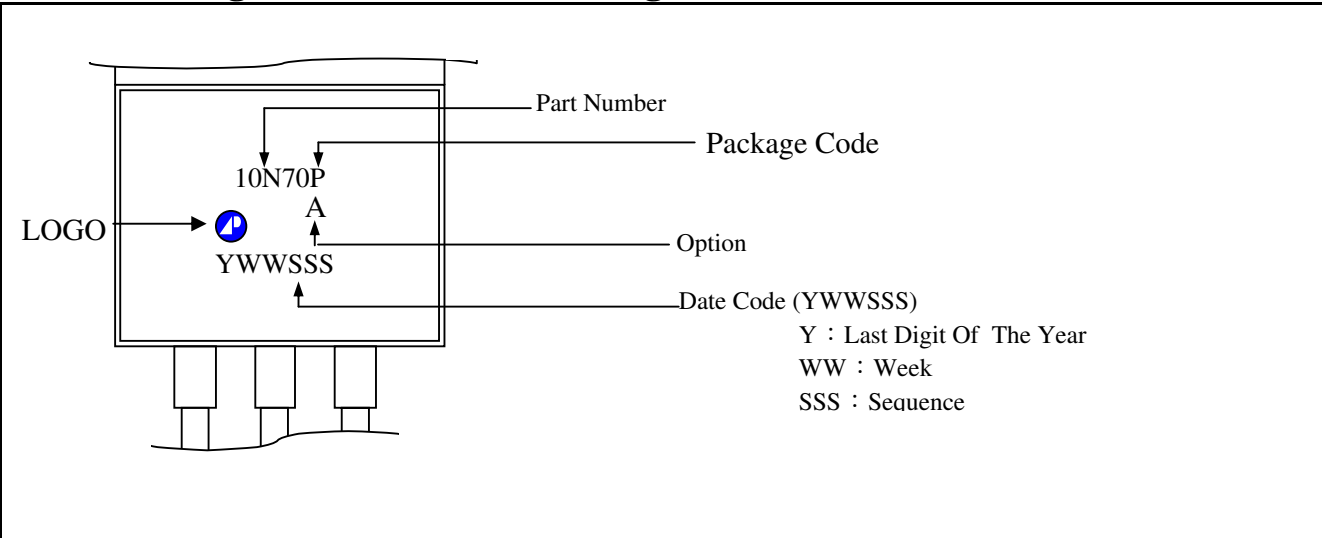 Part Number
Package Code
10N70P
A
LOGO
Option
YWWSSS
Date Code (YWWSSS)
Y：Last Digit Of The Year
WW：Week
SSS：Sequence